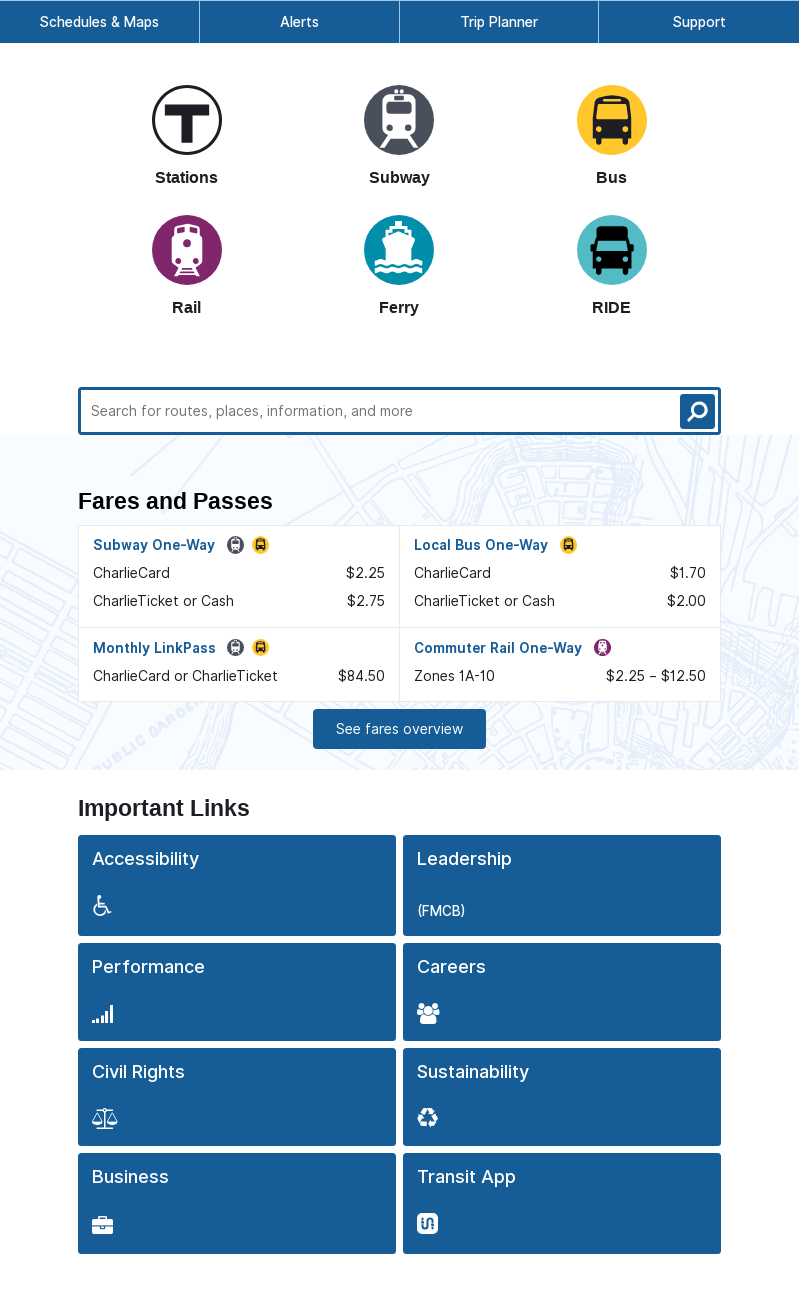 Schedules & Maps
Alerts
Trip Planner
Support
T
Stations
Subway
Bus
Rail
Ferry
RIDE
Search for routes, places, information, and more
Fares and Passes
Subway One-Way
CharlieCard $2.25
CharlieTicket or Cash $2.75
Local Bus One-Way
CharlieCard $1.70
CharlieTicket or Cash $2.00
Monthly LinkPass
CharlieCard or CharlieTicket $84.50
Commuter Rail One-Way
Zones 1A-10 $2.25 – $12.50
PUBLIC GARDEN
See fares overview
Important Links
Accessibility
Leadership
(FMCB)
Performance
Careers
Civil Rights
Sustainability
Business
Transit App